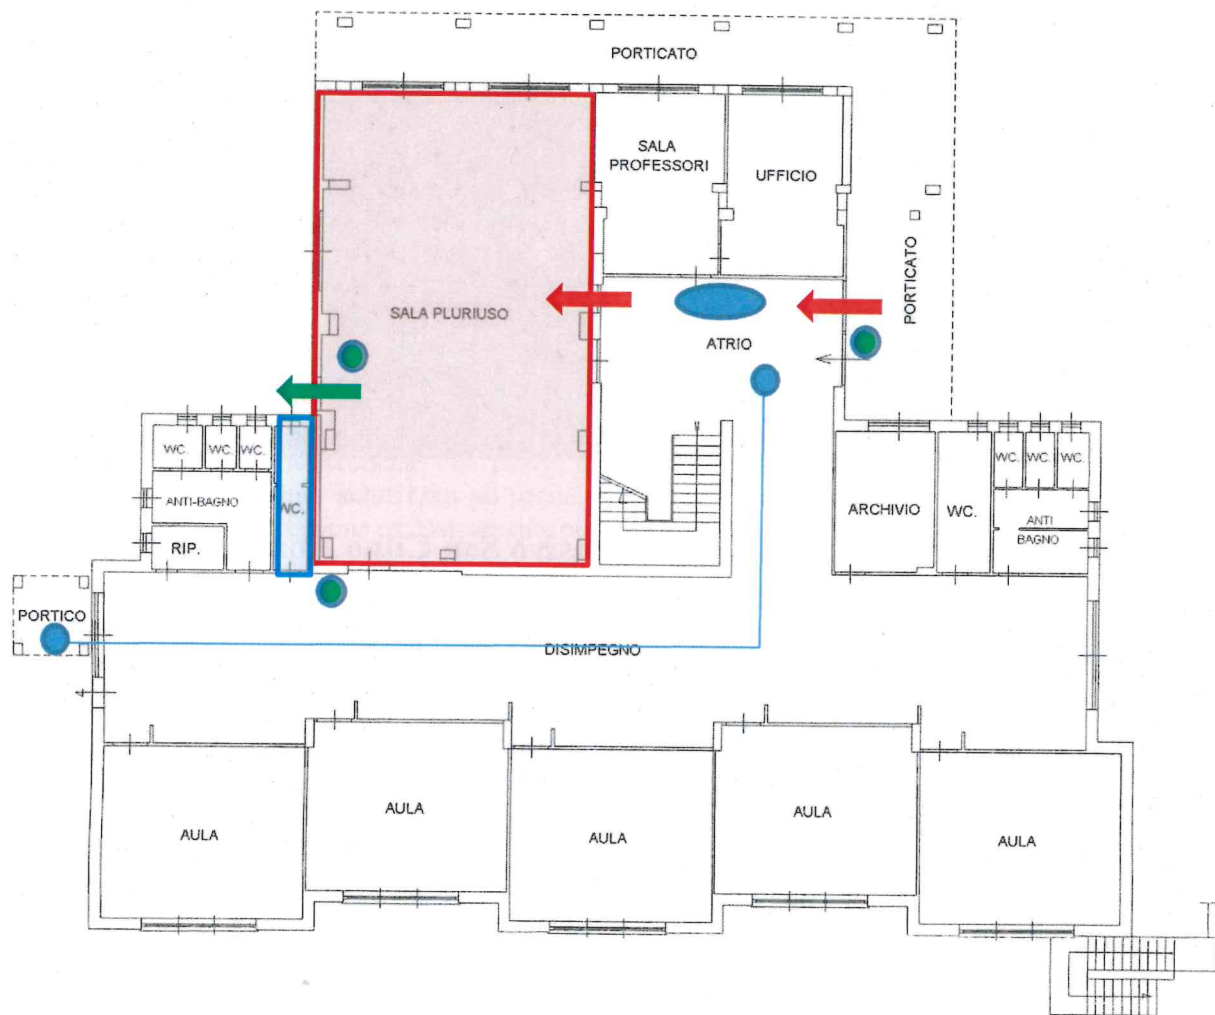 PORTICATO
SALA
PROFESSORI
UFFICIO
PORTICATO
SALA PLURIUSO
ATRIO
WC.
WC.
WC.
ANTI-BAGNO
WC.
RIP.
ARCHIVIO
WC.
WC.
WC.
WC.
ANTI
BAGNO
PORTICO
DISIMPEGNO
AULA
AULA
AULA
AULA
AULA